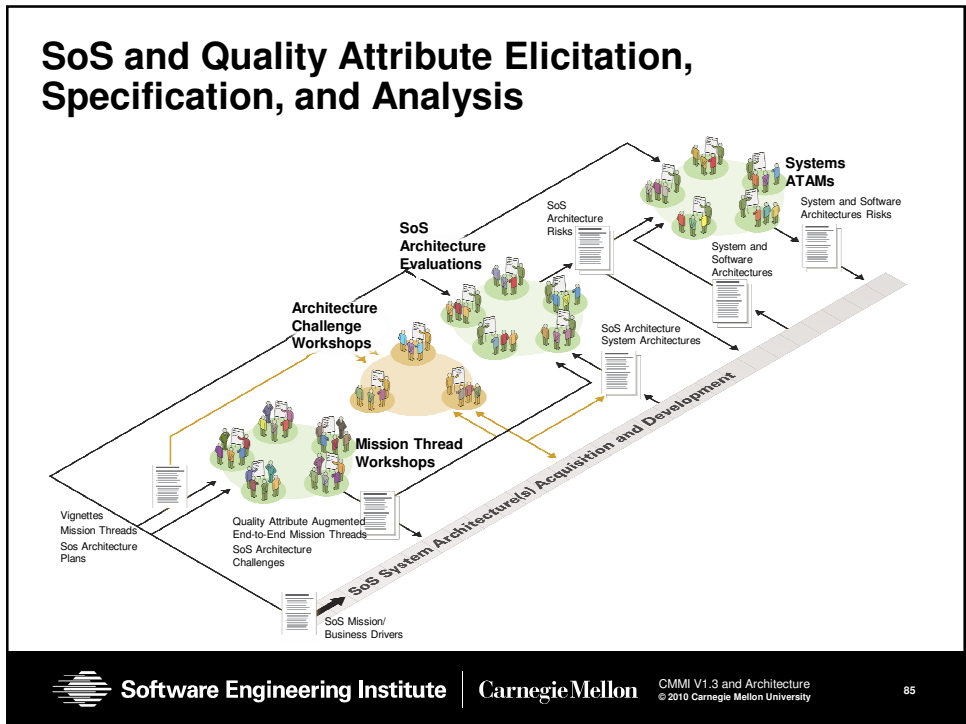 SoS and Quality Attribute Elicitation,
Specification, and Analysis
Systems
ATAMs
System and Software
Architectures Risks
SoS
Architecture
Risks
SoS
Architecture
Evaluations
System and
Software
Architectures
Architecture
Challenge
Workshops
SoS Architecture
System Architectures
Mission Thread
Workshops
Vignettes
Mission Threads
Sos Architecture
Plans
Quality Attribute Augmented
End-to-End Mission Threads
SoS Architecture
Challenges
SoS System Architecture(s) Acquisition and Development
SoS Mission/
Business Drivers
Software Engineering Institute
Carnegie Mellon
CMMI V1.3 and Architecture
© 2010 Carnegie Mellon University
85